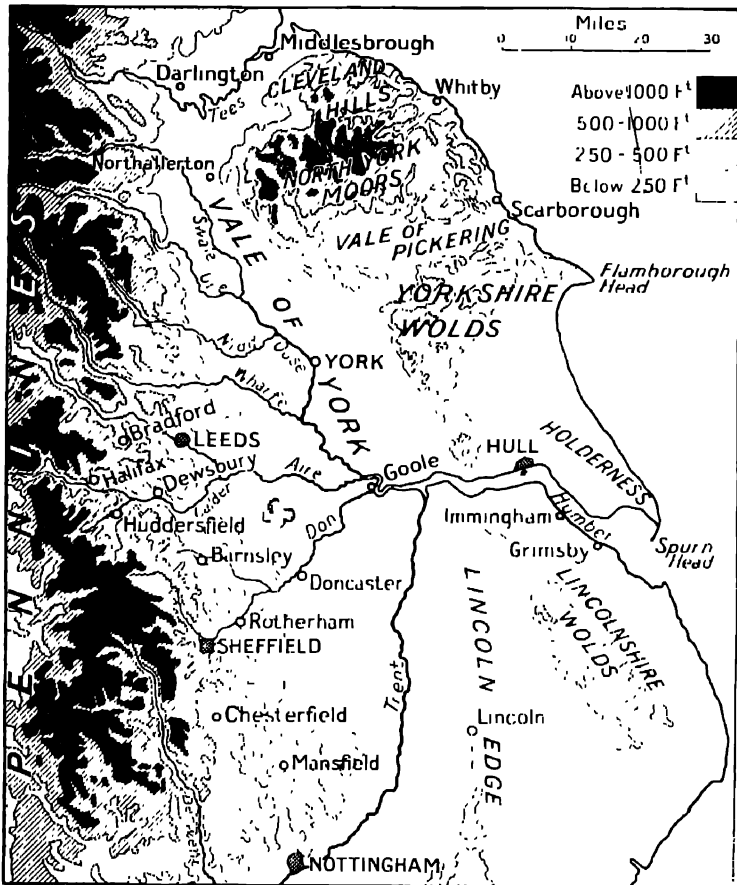 Miles
0 10 20 30
Above 1000 Ft
500-1000 Ft
250-500 Ft
Below 250 Ft
Middlesbrough
Darlington
Tees
CLEVELAND
HILLS
Whitby
Northallerton
NORTH YORK
MOORS
Scarborough
VALE OF
PICKERING
Swale
VALE OF YORK
Flamborough
Head
YORKSHIRE
WOLDS
Nidd
Ouse
YORK
Wharfe
PENNINES
Bradford
LEEDS
HULL
HOLDERNESS
Halifax
Dewsbury
Aire
Goole
Calder
Huddersfield
Don
Immingham
Humber
Grimsby
Spurn
Head
Barnsley
Doncaster
Rotherham
SHEFFIELD
LINCOLN EDGE
LINCOLNSHIRE
WOLDS
Trent
Chesterfield
Lincoln
Mansfield
Derwent
NOTTINGHAM